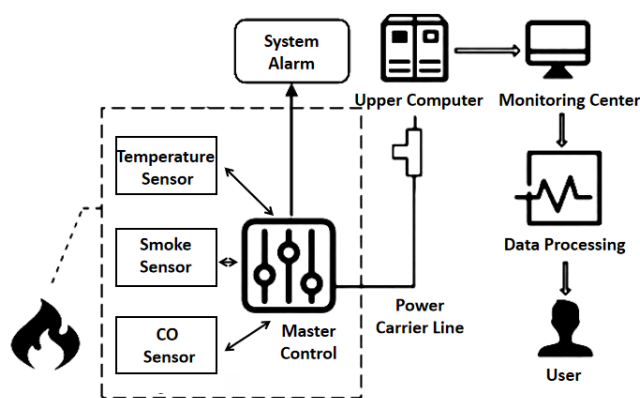 System
Alarm
Upper Computer
Monitoring Center
Temperature
Sensor
Smoke
Sensor
Data Processing
CO
Sensor
Master
Control
Power
Carrier Line
User